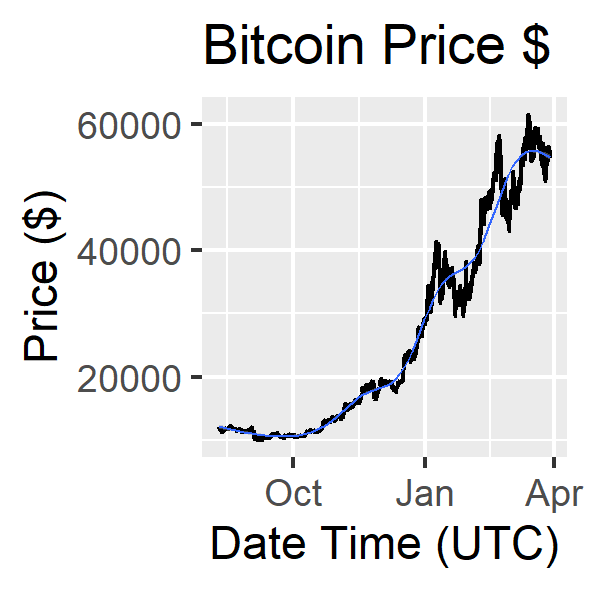 Bitcoin Price $
Price ($)
60000
40000
20000
Oct Jan Apr
Date Time (UTC)